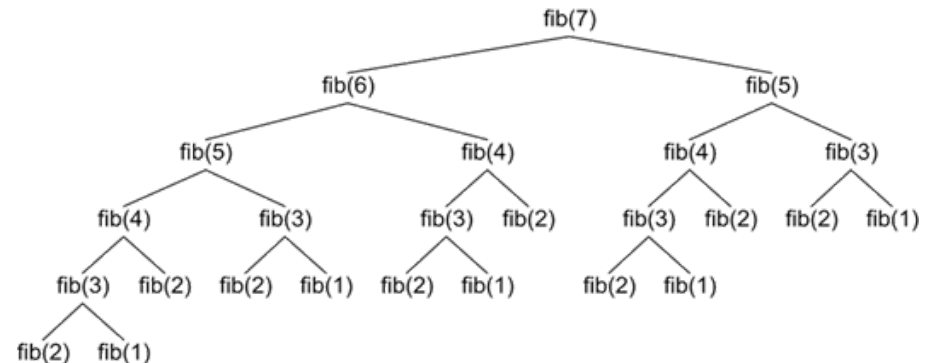 fib(7)
fib(6) fib(5)
fib(5) fib(4) fib(4) fib(3)
fib(4) fib(3) fib(3) fib(2) fib(3) fib(2) fib(2) fib(1)
fib(3) fib(2) fib(2) fib(1) fib(2) fib(1) fib(2) fib(1)
fib(2) fib(1)